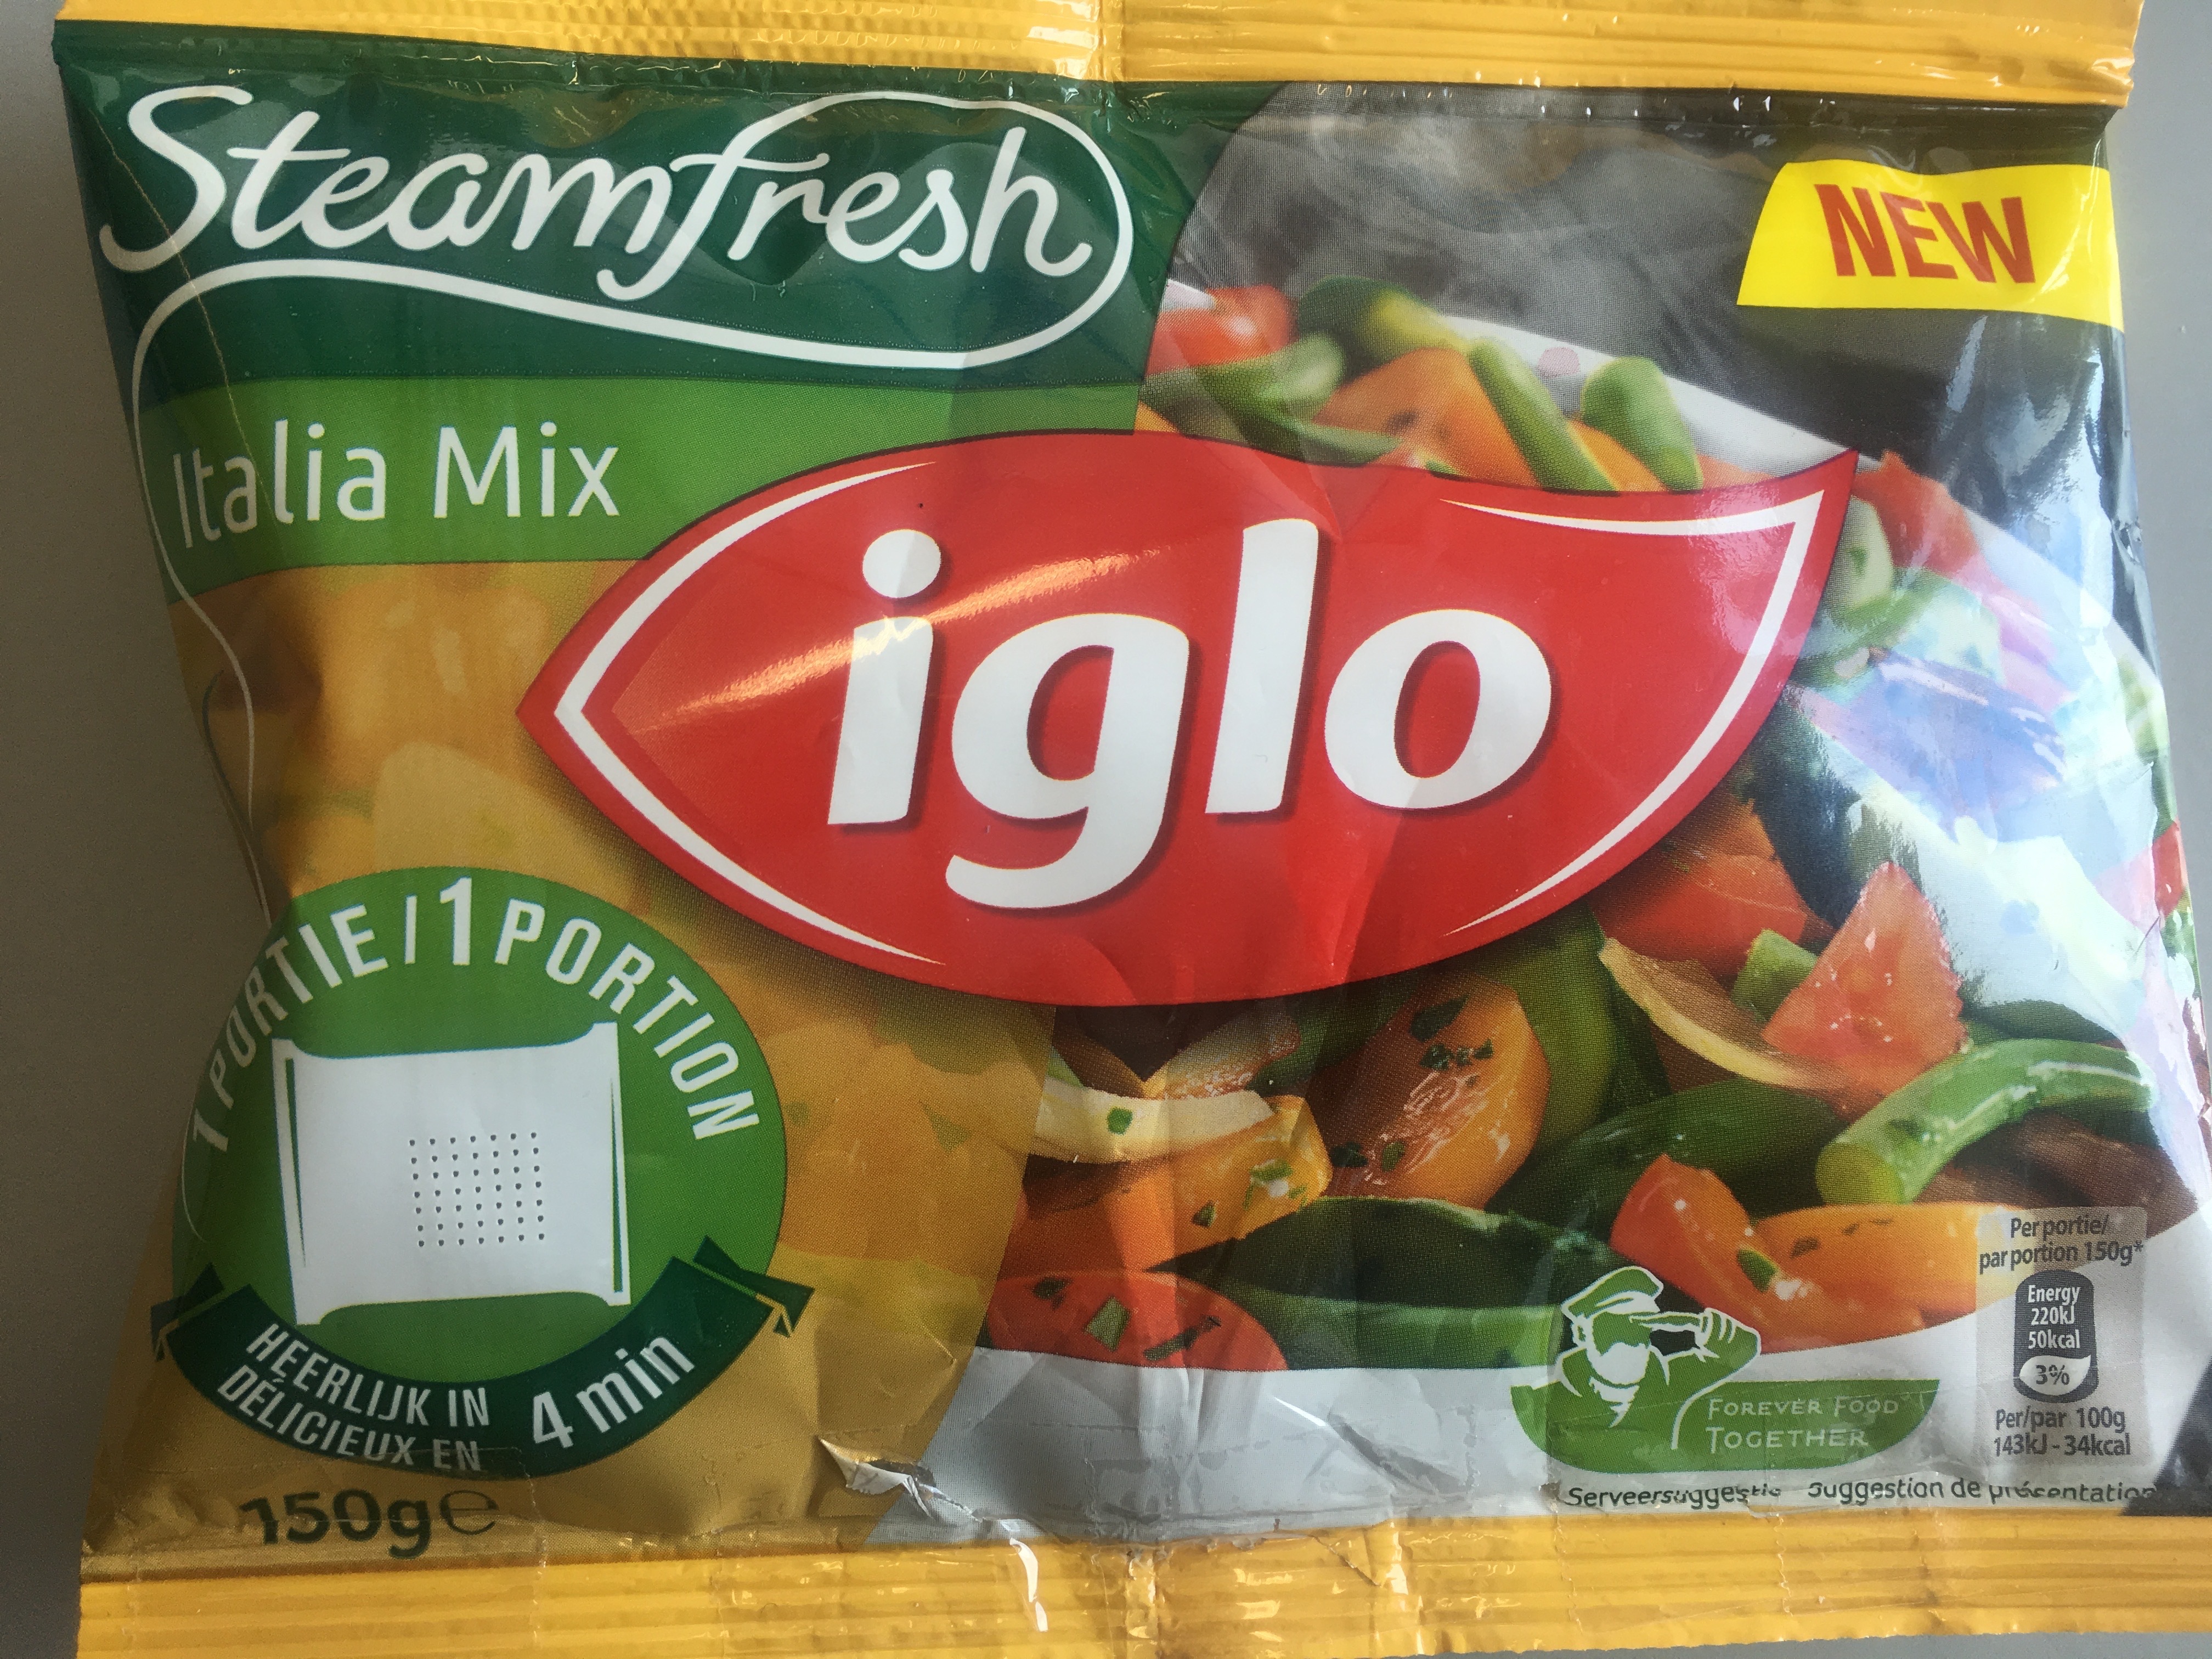 Steamfresh
NEW
Italia Mix
iglo
1 PORTIE / 1 PORTION
HEERLIJK IN
DÉLICIEUX EN
4 min
150g℮
FOREVER FOOD
TOGETHER
Per portie/
par portion 150g*
Energy
220kJ
50kcal
3%
Per/par 100g
143kJ - 34kcal
Serveersuggestie Suggestion de présentation